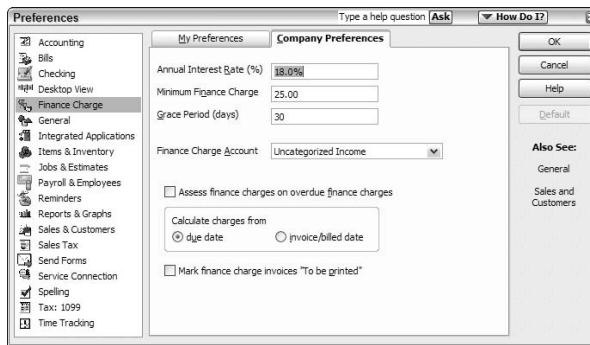 Preferences
Type a help question Ask How Do I?
Accounting
Bills
Checking
Desktop View
Finance Charge
General
Integrated Applications
Items & Inventory
Jobs & Estimates
Payroll & Employees
Reminders
Reports & Graphs
Sales & Customers
Sales Tax
Send Forms
Service Connection
Spelling
Tax: 1099
Time Tracking
My Preferences Company Preferences
Annual Interest Rate (%) 18.0%
Minimum Finance Charge 25.00
Grace Period (days) 30
Finance Charge Account Uncategorized Income
Assess finance charges on overdue finance charges
Calculate charges from
due date invoice/billed date
Mark finance charge invoices "To be printed"
OK
Cancel
Help
Default
Also See:
General
Sales and
Customers